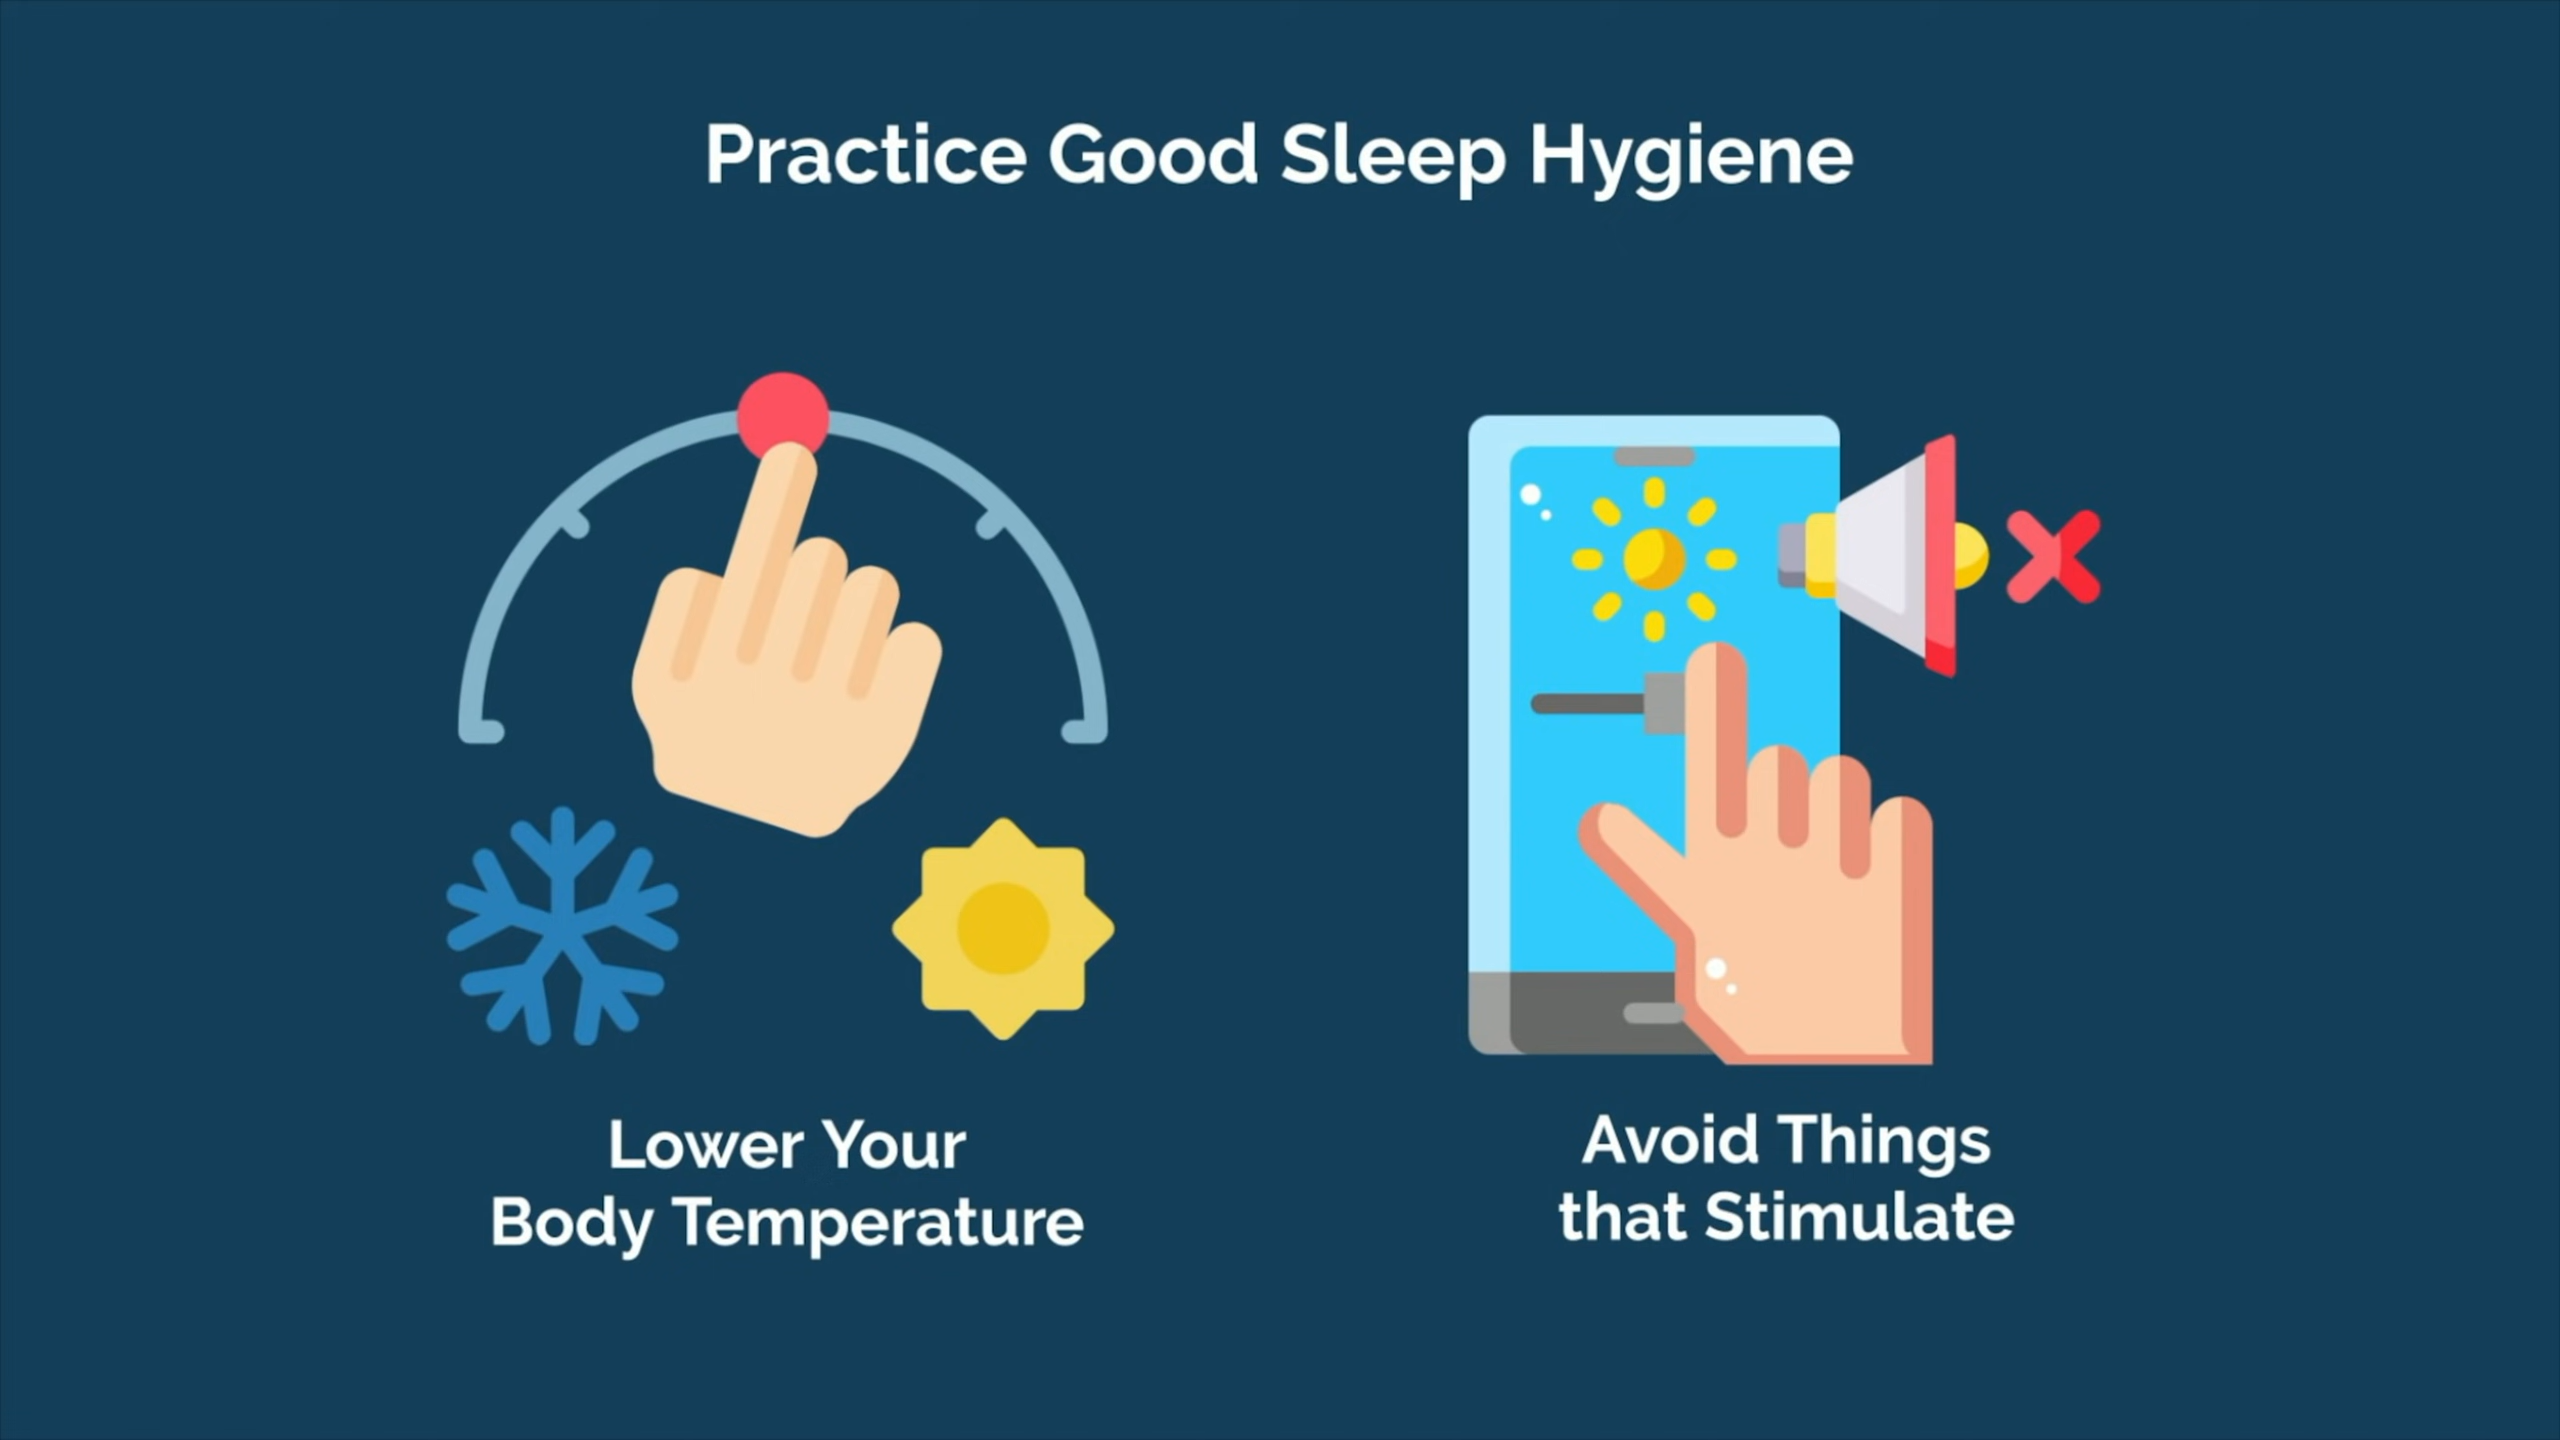 Practice Good Sleep Hygiene
Lower Your
Body Temperature
Avoid Things
that Stimulate